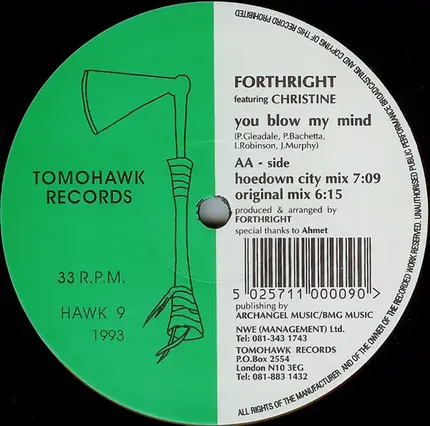 TOMOHAWK
RECORDS
33 R.P.M.
HAWK 9
1993
FORTHRIGHT
featuring CHRISTINE
you blow my mind
(P.Gleadale, P.Bachetta,
I.Robinson, J.Murphy)
AA - side
hoedown city mix 7:09
original mix 6:15
produced & arranged by
FORTHRIGHT
special thanks to Ahmet
5 025711 000090 >
publishing by
ARCHANGEL MUSIC/BMG MUSIC
NWE (MANAGEMENT) Ltd.
Tel: 081-343 1743
TOMOHAWK RECORDS
P.O.Box 2554
London N10 3EG
Tel: 081-883 1432
ALL RIGHTS OF THE MANUFACTURER AND OF THE OWNER OF THE RECORDED WORK RESERVED. UNAUTHORISED PUBLIC PERFORMANCE BROADCASTING AND COPYING OF THIS RECORD PROHIBITED